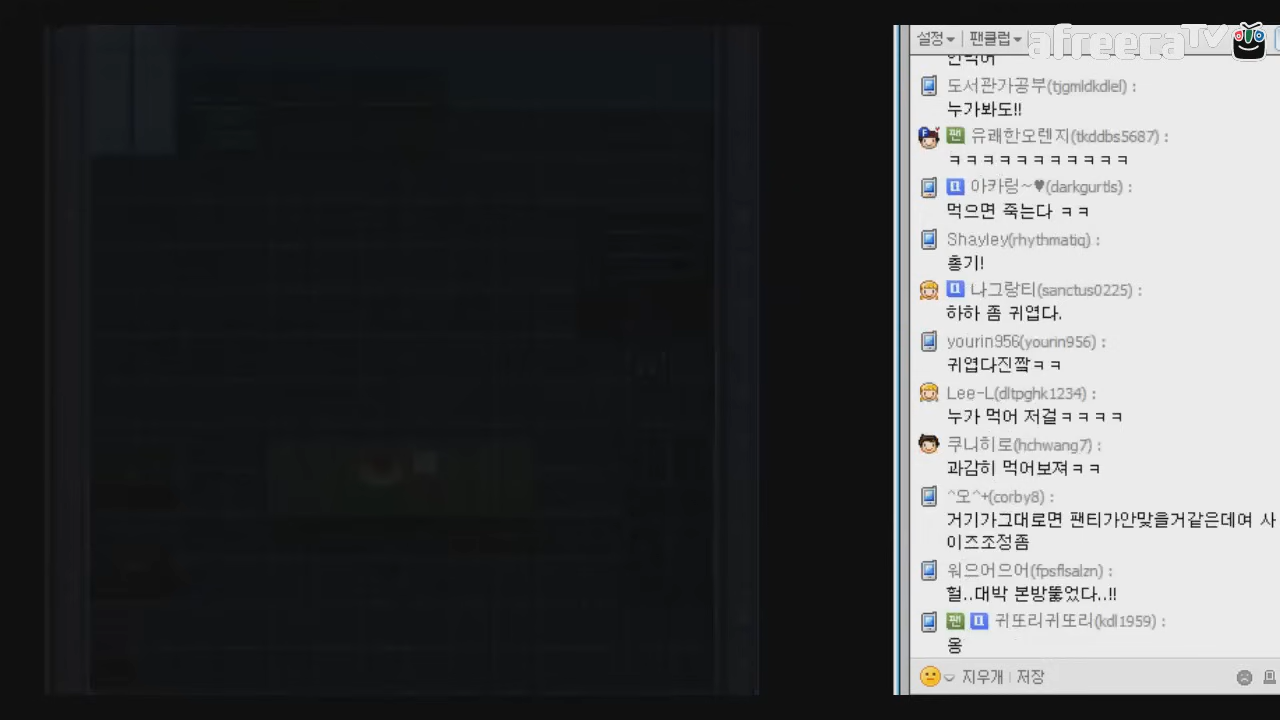 afreecaTV
설정 팬클럽
도서관가공부(tjgmldkdlel) :
누가봐도!!
팬 유쾌한오렌지(tkddbs5687) :
ㅋㅋㅋㅋㅋㅋㅋㅋㅋㅋㅋ
아카링~♥(darkgurtls) :
먹으면 죽는다 ㅋㅋ
Shayley(rhythmatiq) :
총기!
나그랑티(sanctus0225) :
하하 좀 귀엽다.
yourin956(yourin956) :
귀엽다진짜ㅋㅋ
Lee-L(dltpghk1234) :
누가 먹어 저걸ㅋㅋㅋㅋ
쿠니히로(hchwang7) :
과감히 먹어보져ㅋㅋ
^모^+(corby8) :
거기가그대로면 팬티가안맞을거같은데여 사
이즈조정좀
워으어으어(fpsflsalzn) :
헐..대박 본방뚫었다..!!
팬 귀또리귀또리(kdl1959) :
옹
지우개 | 저장